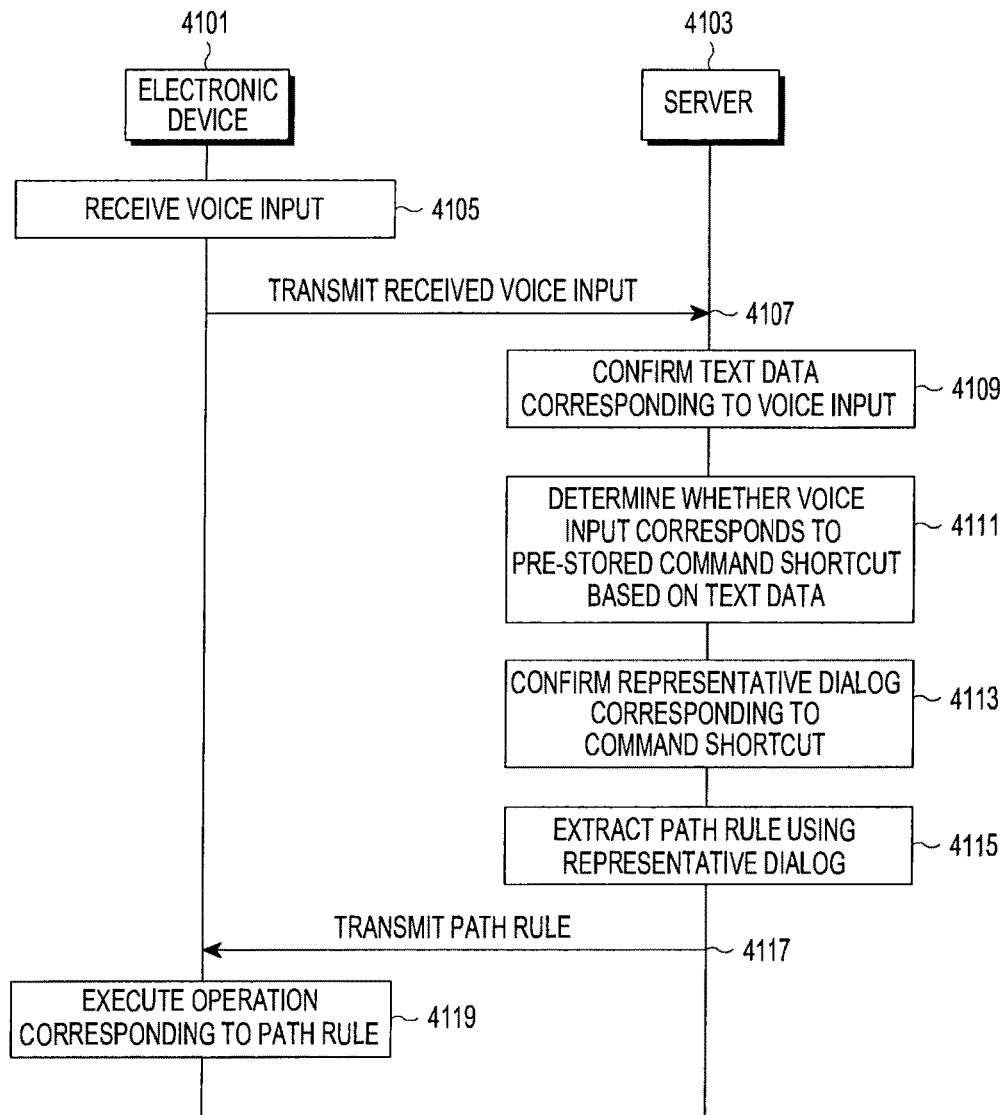 4101
4103
ELECTRONIC
DEVICE
SERVER
RECEIVE VOICE INPUT
4105
TRANSMIT RECEIVED VOICE INPUT
4107
CONFIRM TEXT DATA
CORRESPONDING TO VOICE INPUT
4109
DETERMINE WHETHER VOICE
INPUT CORRESPONDS TO
PRE-STORED COMMAND SHORTCUT
BASED ON TEXT DATA
4111
CONFIRM REPRESENTATIVE DIALOG
CORRESPONDING TO
COMMAND SHORTCUT
4113
EXTRACT PATH RULE USING
REPRESENTATIVE DIALOG
4115
TRANSMIT PATH RULE
4117
EXECUTE OPERATION
CORRESPONDING TO PATH RULE
4119